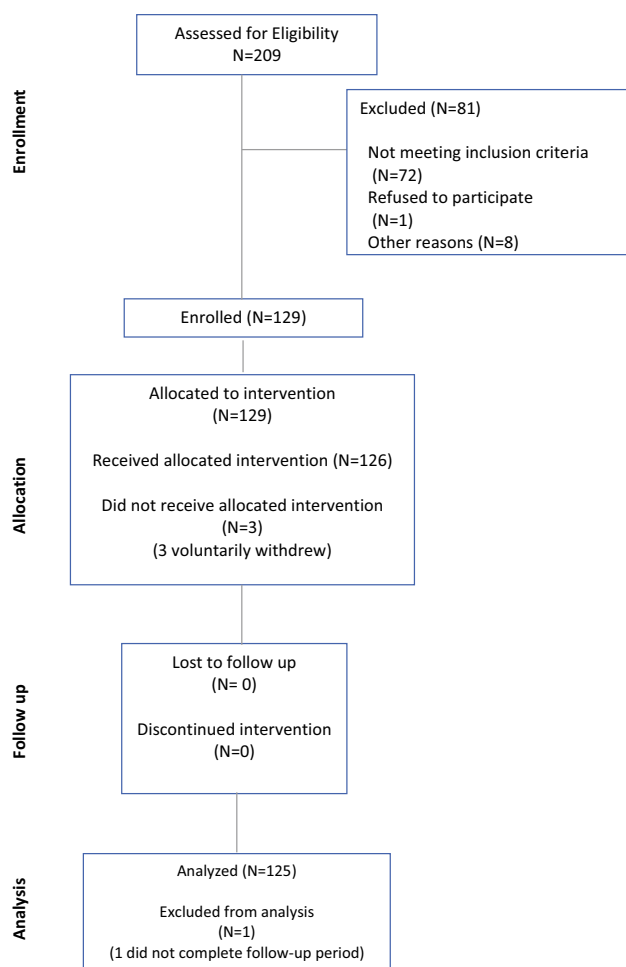 Assessed for Eligibility
N=209
Enrollment
Excluded (N=81)
Not meeting inclusion criteria
(N=72)
Refused to participate
(N=1)
Other reasons (N=8)
Enrolled (N=129)
Allocated to intervention
(N=129)
Allocation
Received allocated intervention (N=126)
Did not receive allocated intervention
(N=3)
(3 voluntarily withdrew)
Follow up
Lost to follow up
(N= 0)
Discontinued intervention
(N=0)
Analysis
Analyzed (N=125)
Excluded from analysis
(N=1)
(1 did not complete follow-up period)